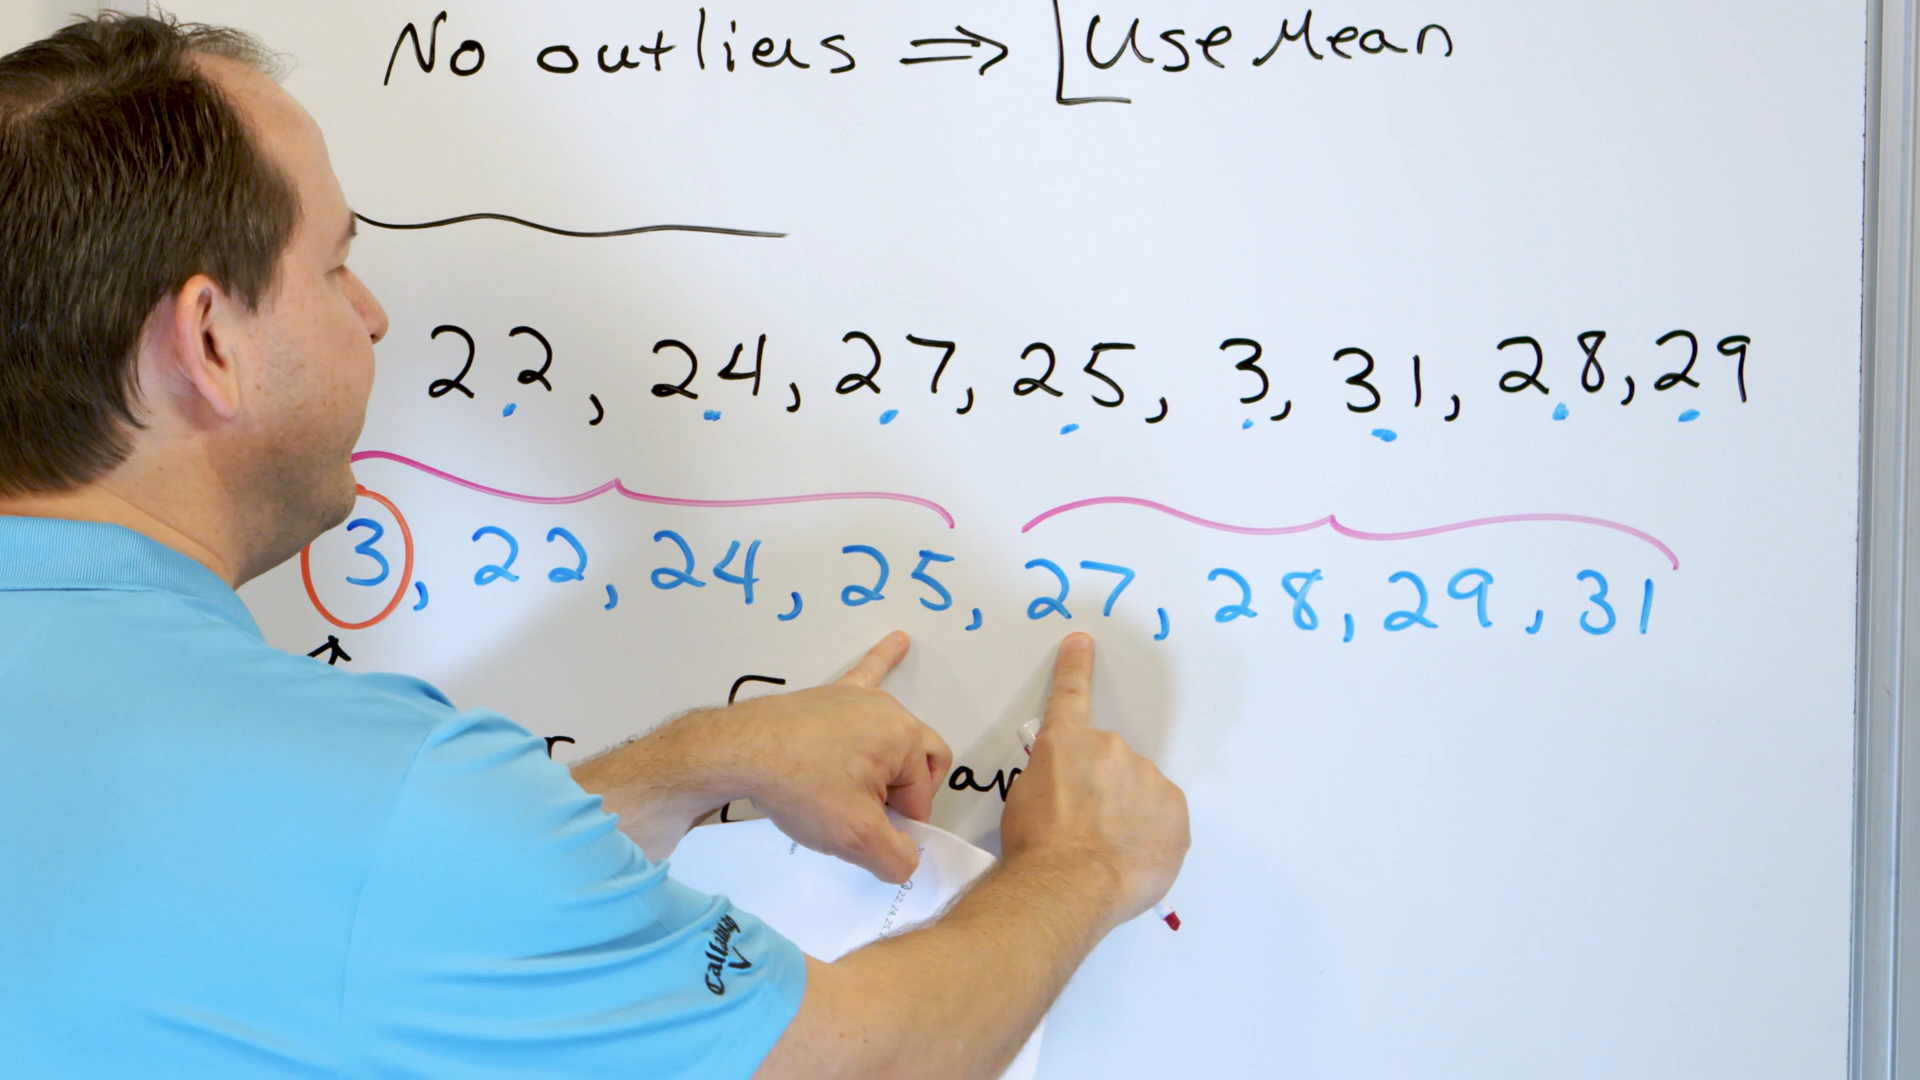 No outliers ⇒ Use Mean
22, 24, 27, 25, 3, 31, 28, 29
3, 22, 24, 25, 27, 28, 29, 31
Callaway